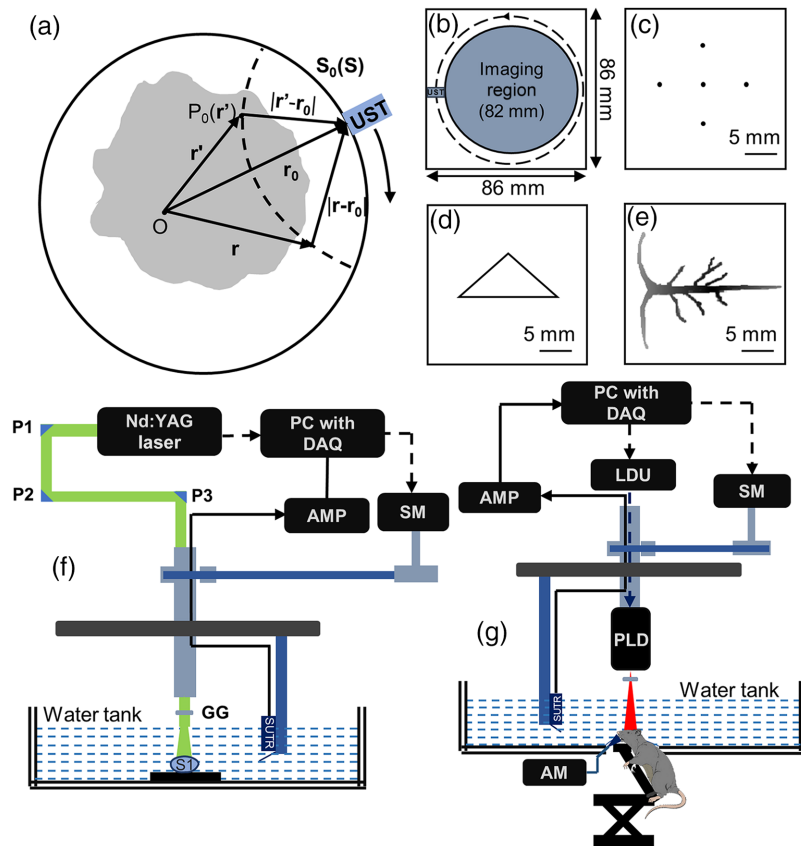 (a)
S₀(S)
P₀(r')
|r'-r₀|
UST
r'
r₀
|r-r₀|
O
r
(b)
UST
Imaging
region
(82 mm)
86 mm
86 mm
(c)
5 mm
(d)
5 mm
(e)
5 mm
P1
P2
P3
Nd:YAG
laser
PC with
DAQ
AMP
SM
(f)
Water tank
GG
SUTR
S1
PC with
DAQ
AMP
LDU
SM
(g)
PLD
Water tank
SUTR
AM